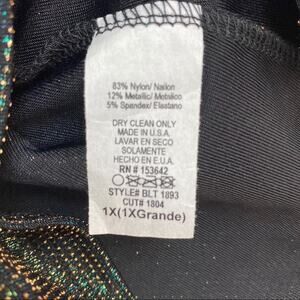 83% Nylon/ Nailon
12% Metallic/ Metalico
5% Spandex/ Elastano
DRY CLEAN ONLY
MADE IN U.S.A.
LAVAR EN SECO
SOLAMENTE
HECHO EN E.U.A.
RN # 153642
STYLE# BLT 1893
CUT# 1804
1X(1XGrande)